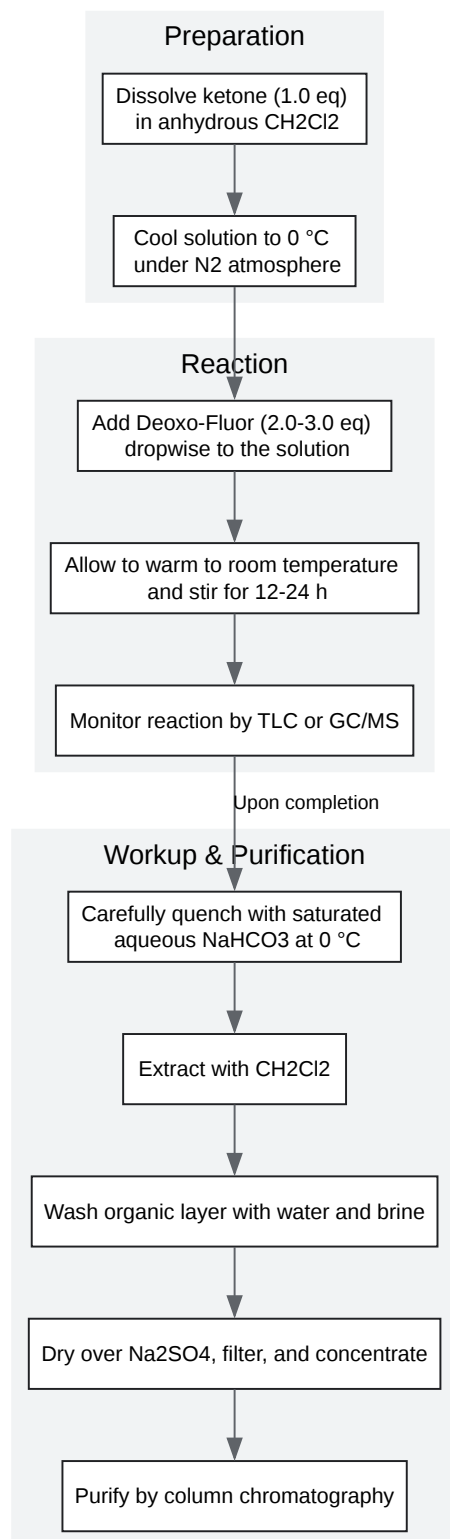 Preparation
Dissolve ketone (1.0 eq)
in anhydrous CH2Cl2
Cool solution to 0 °C
under N2 atmosphere
Reaction
Add Deoxo-Fluor (2.0-3.0 eq)
dropwise to the solution
Allow to warm to room temperature
and stir for 12-24 h
Monitor reaction by TLC or GC/MS
Upon completion
Workup & Purification
Carefully quench with saturated
aqueous NaHCO3 at 0 °C
Extract with CH2Cl2
Wash organic layer with water and brine
Dry over Na2SO4, filter, and concentrate
Purify by column chromatography